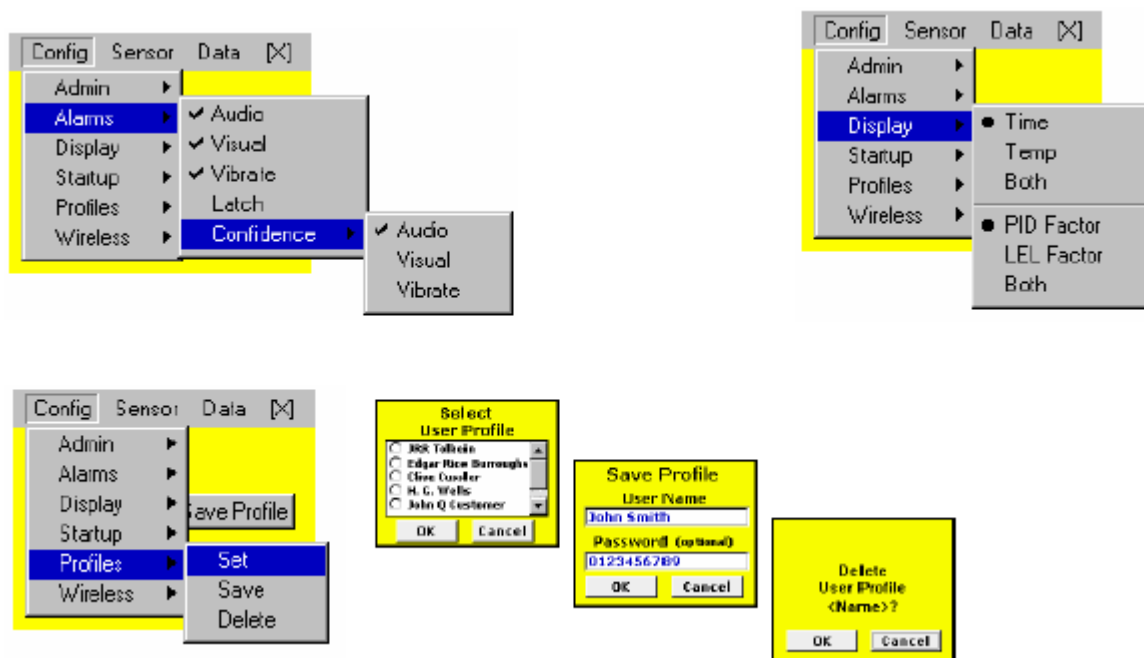 Config Sensor Data [X]
Admin
Alarms
Display
Startup
Profiles
Wireless
Audio
Visual
Vibrate
Latch
Confidence
Audio
Visual
Vibrate
Config Sensor Data [X]
Admin
Alarms
Display
Startup
Profiles
Wireless
Time
Temp
Both
PID Factor
LEL Factor
Both
Config Sensor Data [X]
Admin
Alarms
Display
Startup
Profiles
Wireless
ave Profile
Set
Save
Delete
Select
User Profile
JRR Tolkein
Edgar Rice Burroughs
Clive Cussler
H. G. Wells
John Q Customer
OK Cancel
Save Profile
User Name
John Smith
Password (optional)
0123456789
OK Cancel
Delete
User Profile
<Name>?
OK Cancel